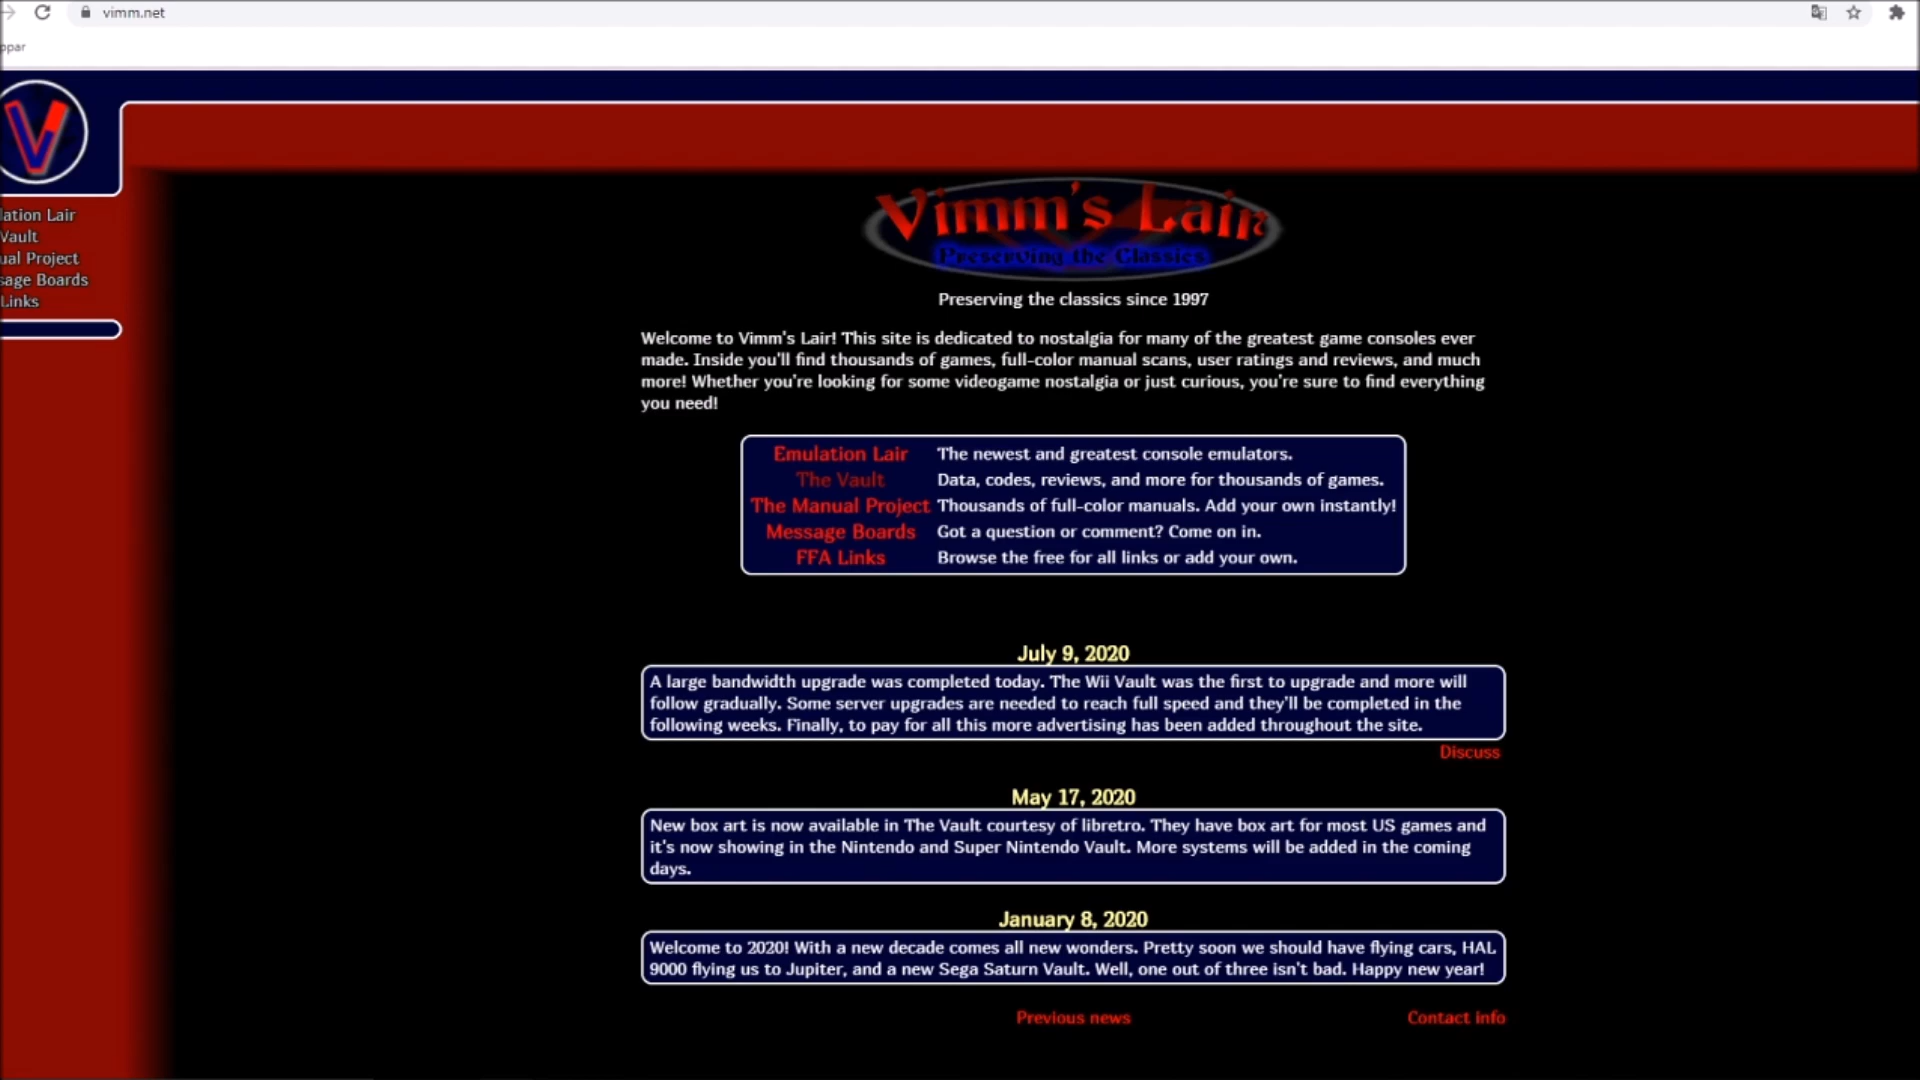 vimm.net
ppar
V
lation Lair
Vault
ual Project
sage Boards
Links
Vimm's Lair
Preserving the Classics
Preserving the classics since 1997
Welcome to Vimm's Lair! This site is dedicated to nostalgia for many of the greatest game consoles ever
made. Inside you'll find thousands of games, full-color manual scans, user ratings and reviews, and much
more! Whether you're looking for some videogame nostalgia or just curious, you're sure to find everything
you need!
Emulation Lair The newest and greatest console emulators.
The Vault Data, codes, reviews, and more for thousands of games.
The Manual Project Thousands of full-color manuals. Add your own instantly!
Message Boards Got a question or comment? Come on in.
FFA Links Browse the free for all links or add your own.
July 9, 2020
A large bandwidth upgrade was completed today. The Wii Vault was the first to upgrade and more will
follow gradually. Some server upgrades are needed to reach full speed and they'll be completed in the
following weeks. Finally, to pay for all this more advertising has been added throughout the site.
Discuss
May 17, 2020
New box art is now available in The Vault courtesy of libretro. They have box art for most US games and
it's now showing in the Nintendo and Super Nintendo Vault. More systems will be added in the coming
days.
January 8, 2020
Welcome to 2020! With a new decade comes all new wonders. Pretty soon we should have flying cars, HAL
9000 flying us to Jupiter, and a new Sega Saturn Vault. Well, one out of three isn't bad. Happy new year!
Previous news Contact info